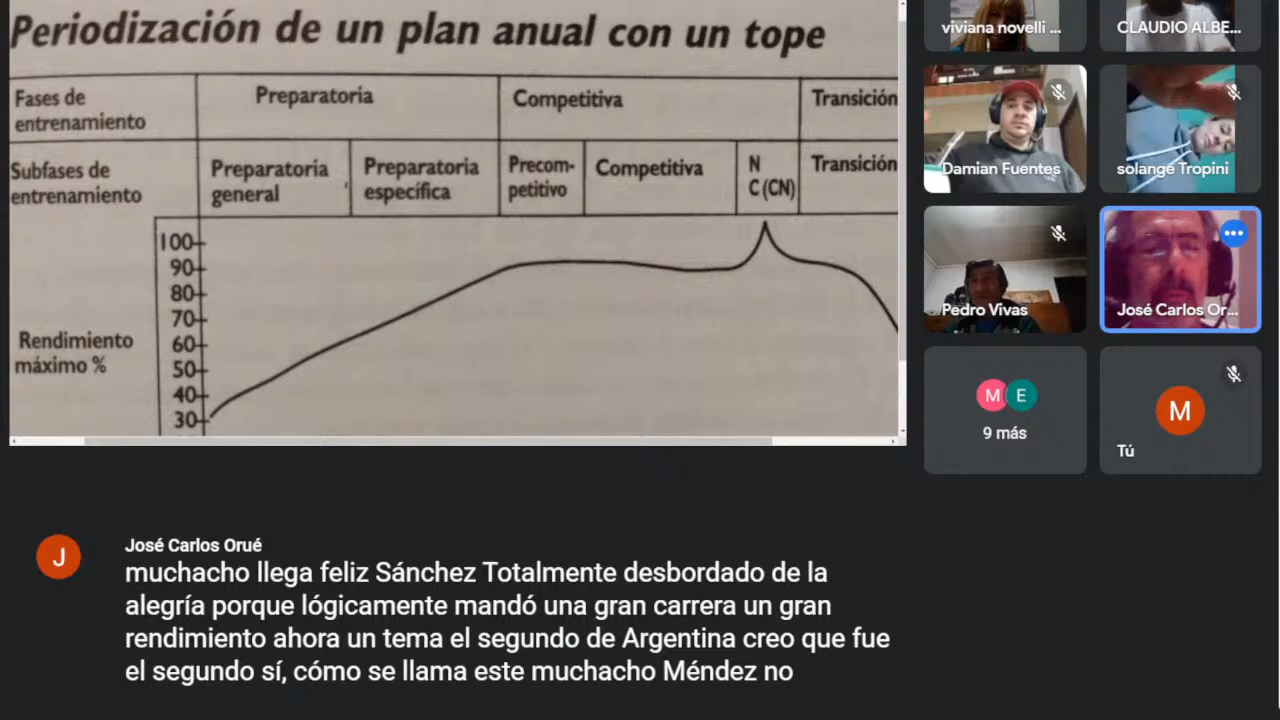 Periodización de un plan anual con un tope
Fases de
entrenamiento
Preparatoria
Competitiva
Transición
Subfases de
entrenamiento
Preparatoria
general
Preparatoria
específica
Precom-
petitivo
Competitiva
N
C (CN)
Transición
100
90
80
70
60
50
40
30
Rendimiento
máximo %
viviana novelli ...
CLAUDIO ALBE...
Damian Fuentes
solange Tropini
Pedro Vivas
José Carlos Or...
M
E
9 más
M
Tú
J
José Carlos Orué
muchacho llega feliz Sánchez Totalmente desbordado de la
alegría porque lógicamente mandó una gran carrera un gran
rendimiento ahora un tema el segundo de Argentina creo que fue
el segundo sí, cómo se llama este muchacho Méndez no